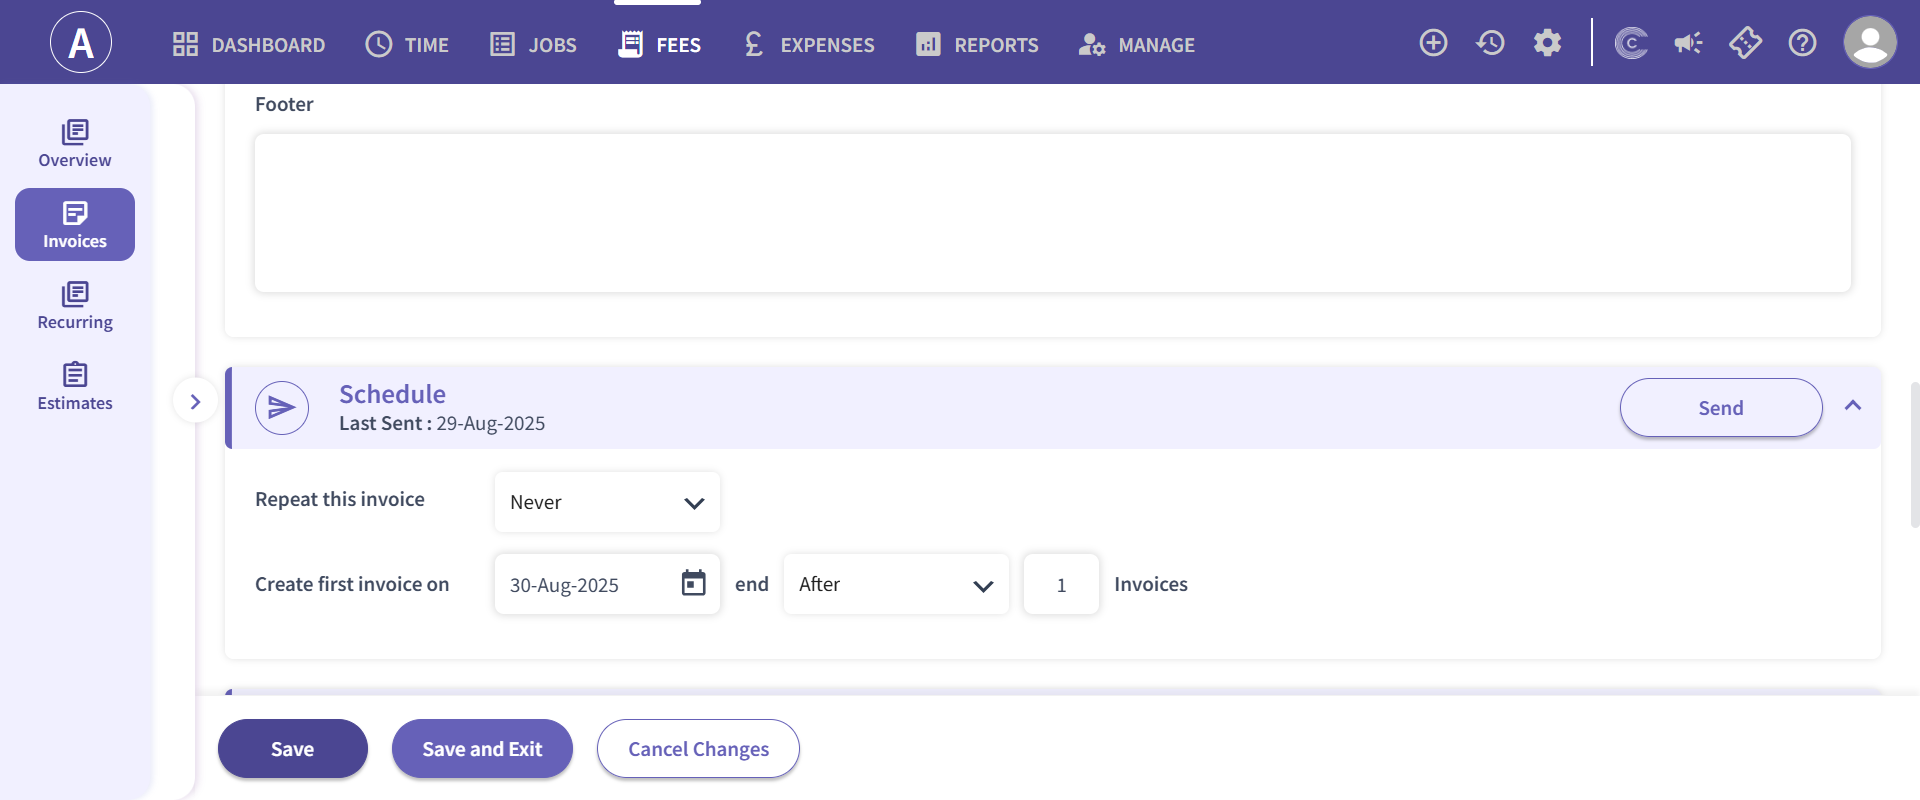 A
DASHBOARD
TIME
JOBS
FEES
£ EXPENSES
REPORTS
MANAGE
C
?
Overview
Invoices
Recurring
Estimates
Footer
Schedule
Last Sent : 29-Aug-2025
Send
Repeat this invoice
Never
Create first invoice on
30-Aug-2025
end
After
1
Invoices
Save
Save and Exit
Cancel Changes